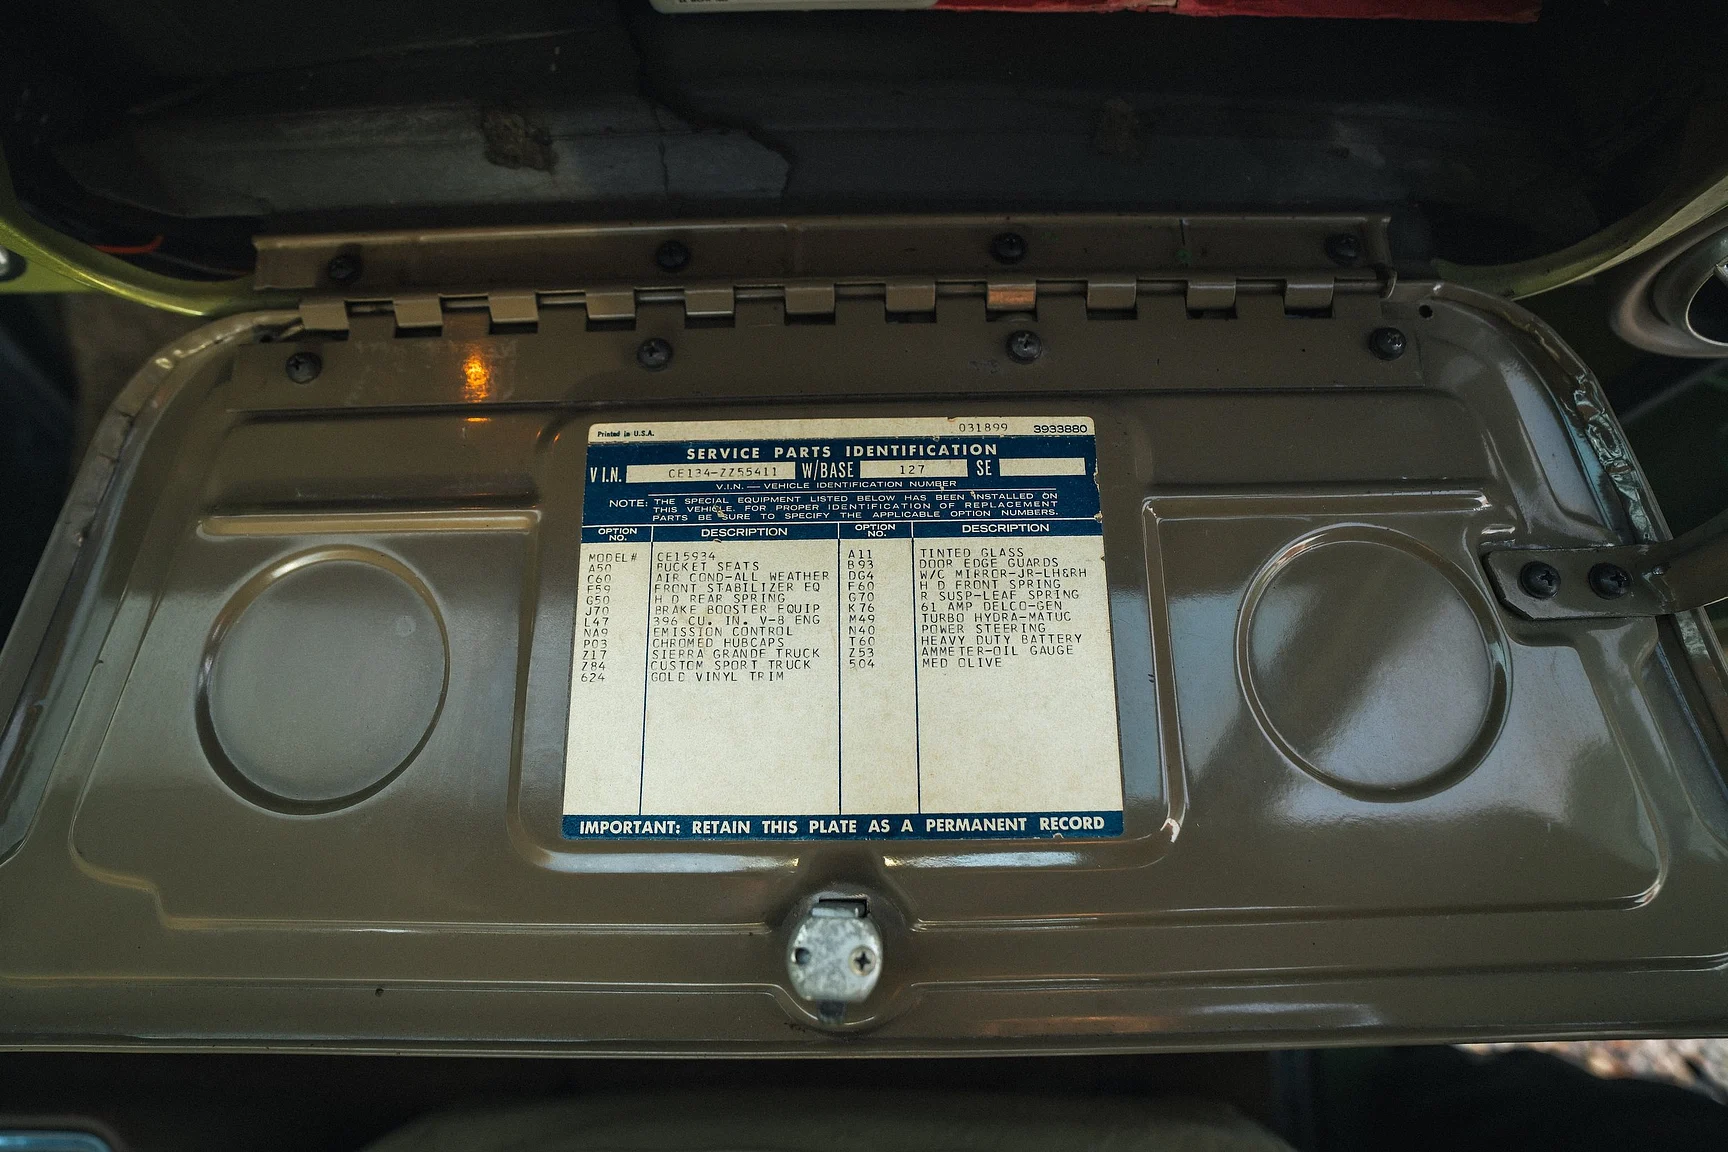 Printed in U.S.A. 031899 3933880
SERVICE PARTS IDENTIFICATION
V.I.N. CE134-ZZ55411 W/BASE 127 SE
V.I.N. — VEHICLE IDENTIFICATION NUMBER
NOTE: THE SPECIAL EQUIPMENT LISTED BELOW HAS BEEN INSTALLED ON
THIS VEHICLE. FOR PROPER IDENTIFICATION OF REPLACEMENT
PARTS BE SURE TO SPECIFY THE APPLICABLE OPTION NUMBERS.
OPTION NO. DESCRIPTION OPTION NO. DESCRIPTION
MODEL# CE15934 A11 TINTED GLASS
A50 BUCKET SEATS B93 DOOR EDGE GUARDS
C60 AIR COND-ALL WEATHER DG4 W/C MIRROR-JR-LH&RH
F59 FRONT STABILIZER EQ F60 H D FRONT SPRING
G50 H D REAR SPRING G70 R SUSP-LEAF SPRING
J70 BRAKE BOOSTER EQUIP K76 61 AMP DELCO-GEN
L47 396 CU. IN. V-8 ENG M49 TURBO HYDRA-MATUC
NA9 EMISSION CONTROL N40 POWER STEERING
P03 CHROMED HUBCAPS T60 HEAVY DUTY BATTERY
Z17 SIERRA GRANDE TRUCK Z53 AMMETER-OIL GAUGE
Z84 CUSTOM SPORT TRUCK 504 MED OLIVE
624 GOLD VINYL TRIM
IMPORTANT: RETAIN THIS PLATE AS A PERMANENT RECORD